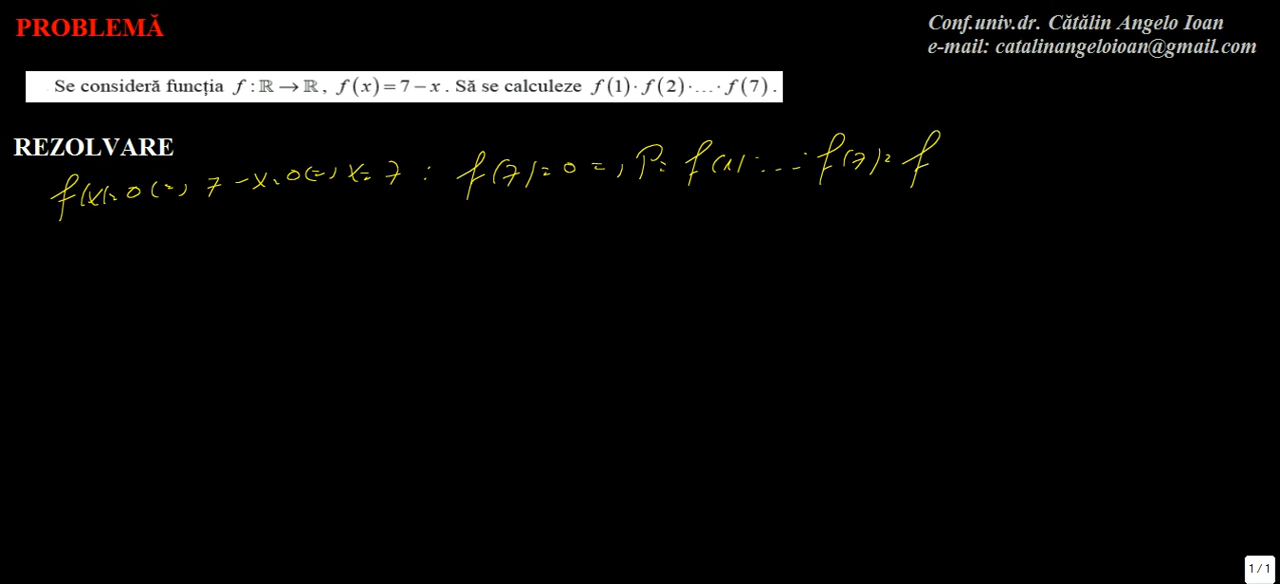 PROBLEMĂ
Conf.univ.dr. Cătălin Angelo Ioan
e-mail: catalinangeloioan@gmail.com
Se consideră funcția f : ℝ → ℝ, f(x) = 7 − x. Să se calculeze f(1)·f(2)·…·f(7).
REZOLVARE
f(x)=0 (=) 7-x=0 (=) x=7 : f(7)=0 =) P= f(1)·...·f(7)= f
1/1